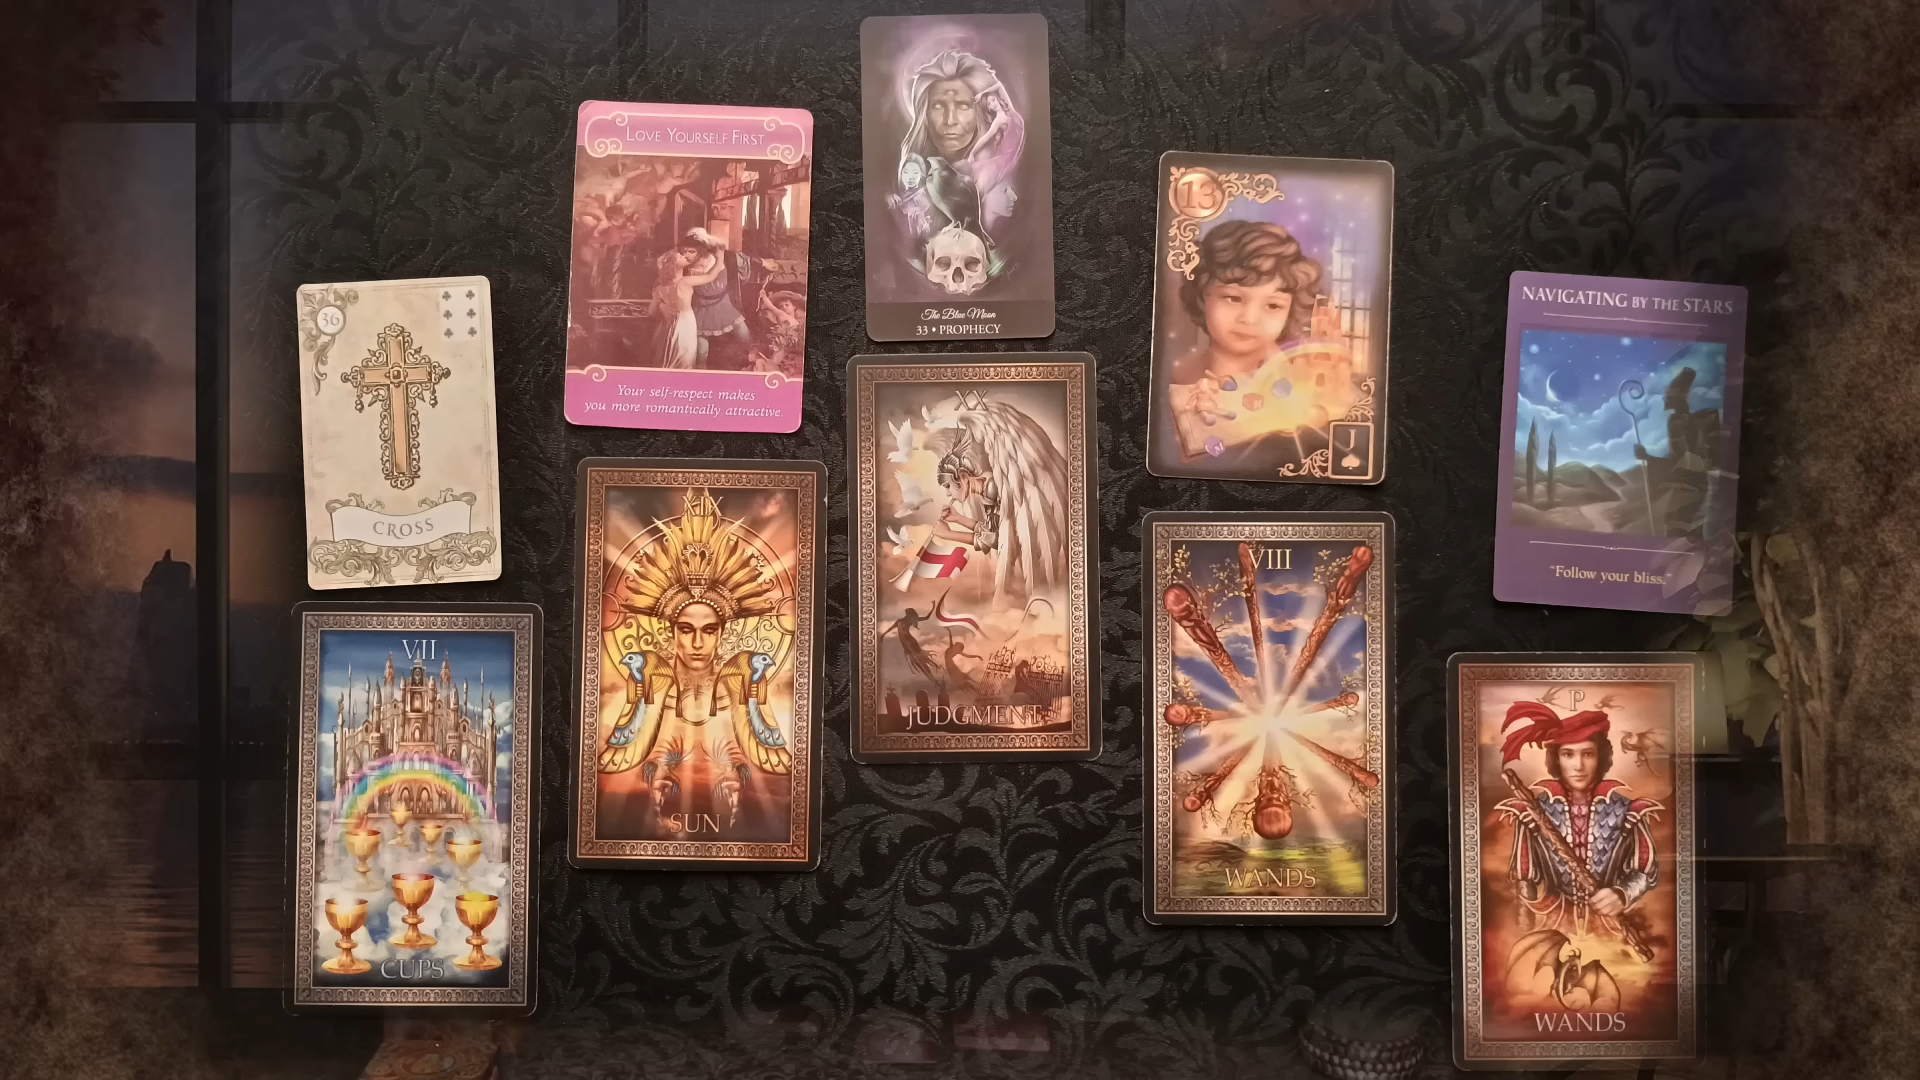 36
CROSS
VII
CUPS
LOVE YOURSELF FIRST
Your self-respect makes
you more romantically attractive.
XIX
SUN
The Blue Moon
33 • PROPHECY
XX
JUDGMENT
13
J
VIII
WANDS
NAVIGATING BY THE STARS
"Follow your bliss."
P
WANDS